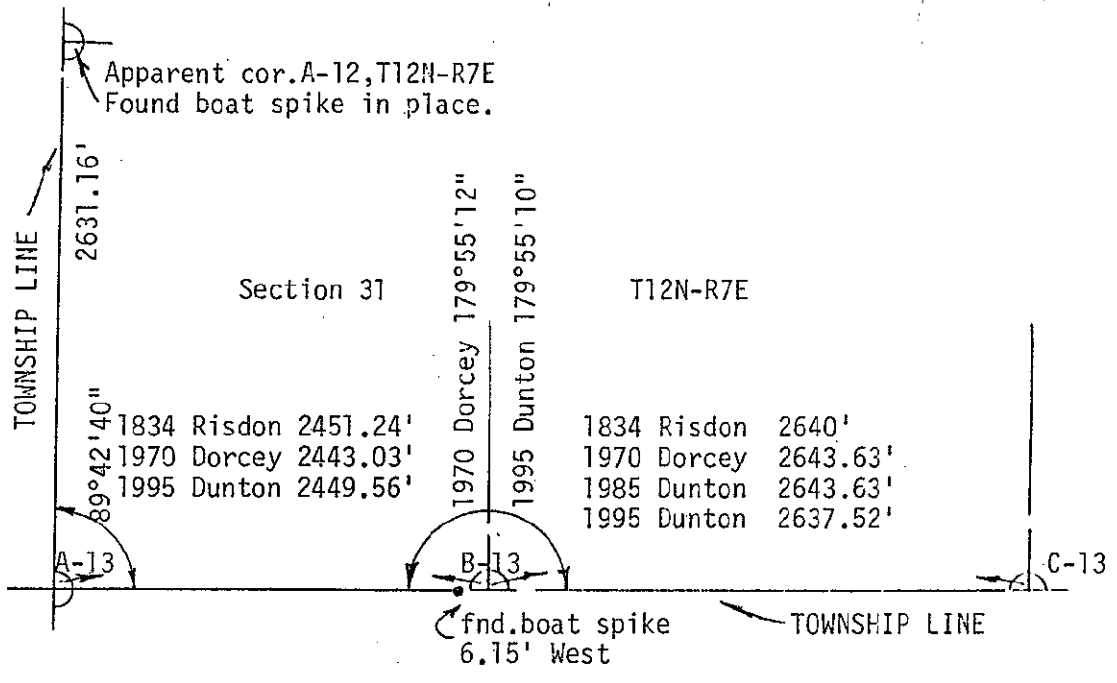 Apparent cor.A-12,T12N-R7E
Found boat spike in place.
TOWNSHIP LINE
2631.16'
Section 31
T12N-R7E
1970 Dorcey 179°55'12"
1995 Dunton 179°55'10"
89°42'40"
1834 Risdon 2451.24'
1970 Dorcey 2443.03'
1995 Dunton 2449.56'
1834 Risdon 2640'
1970 Dorcey 2643.63'
1985 Dunton 2643.63'
1995 Dunton 2637.52'
A-13
B-13
C-13
fnd.boat spike
6.15' West
TOWNSHIP LINE